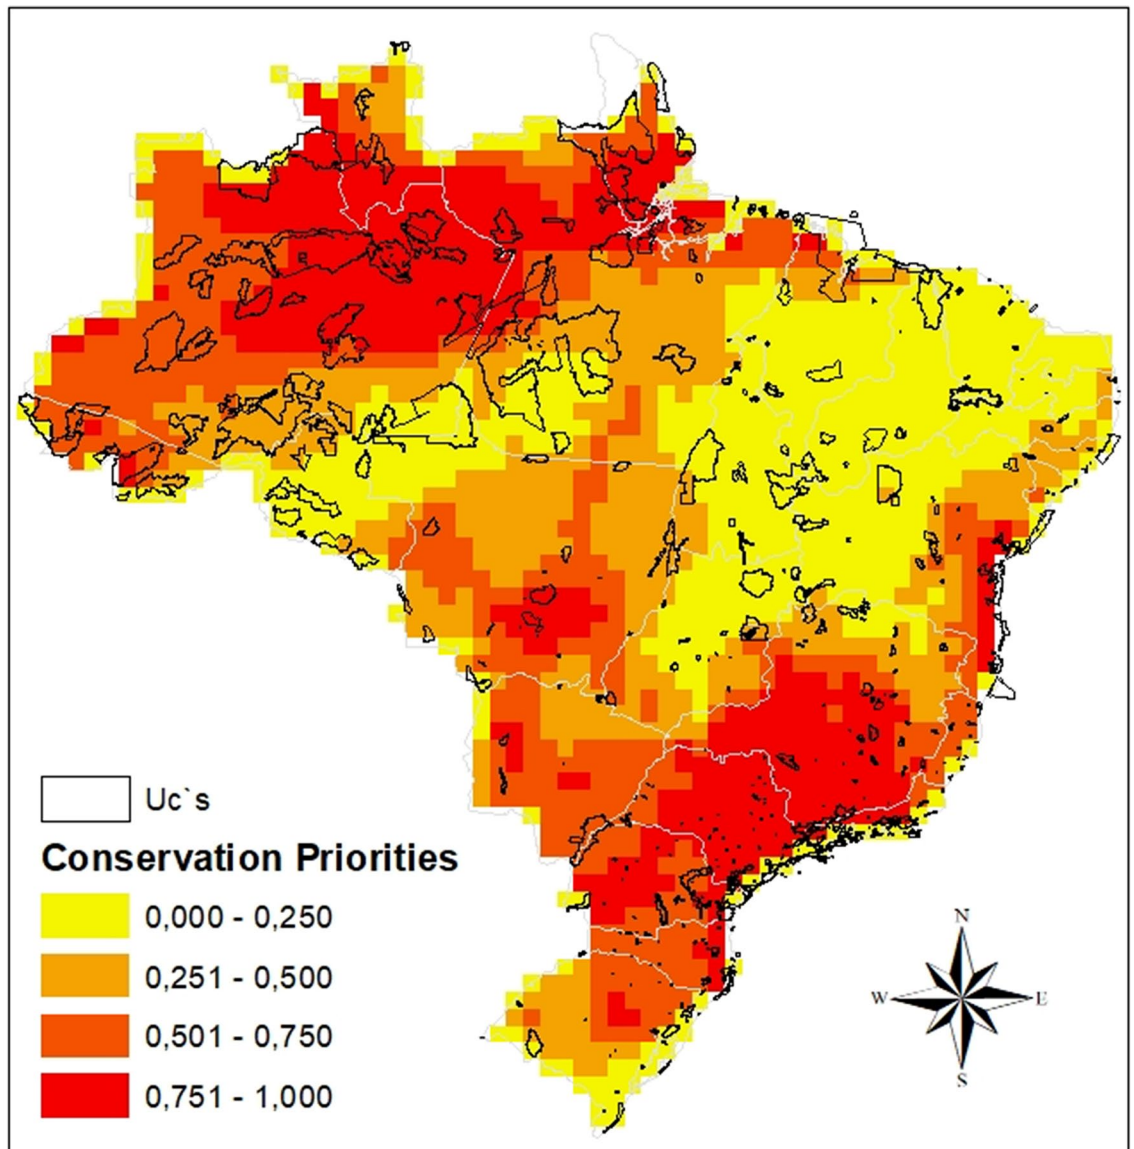 Uc`s
Conservation Priorities
0,000 - 0,250
0,251 - 0,500
0,501 - 0,750
0,751 - 1,000
N
W E
S